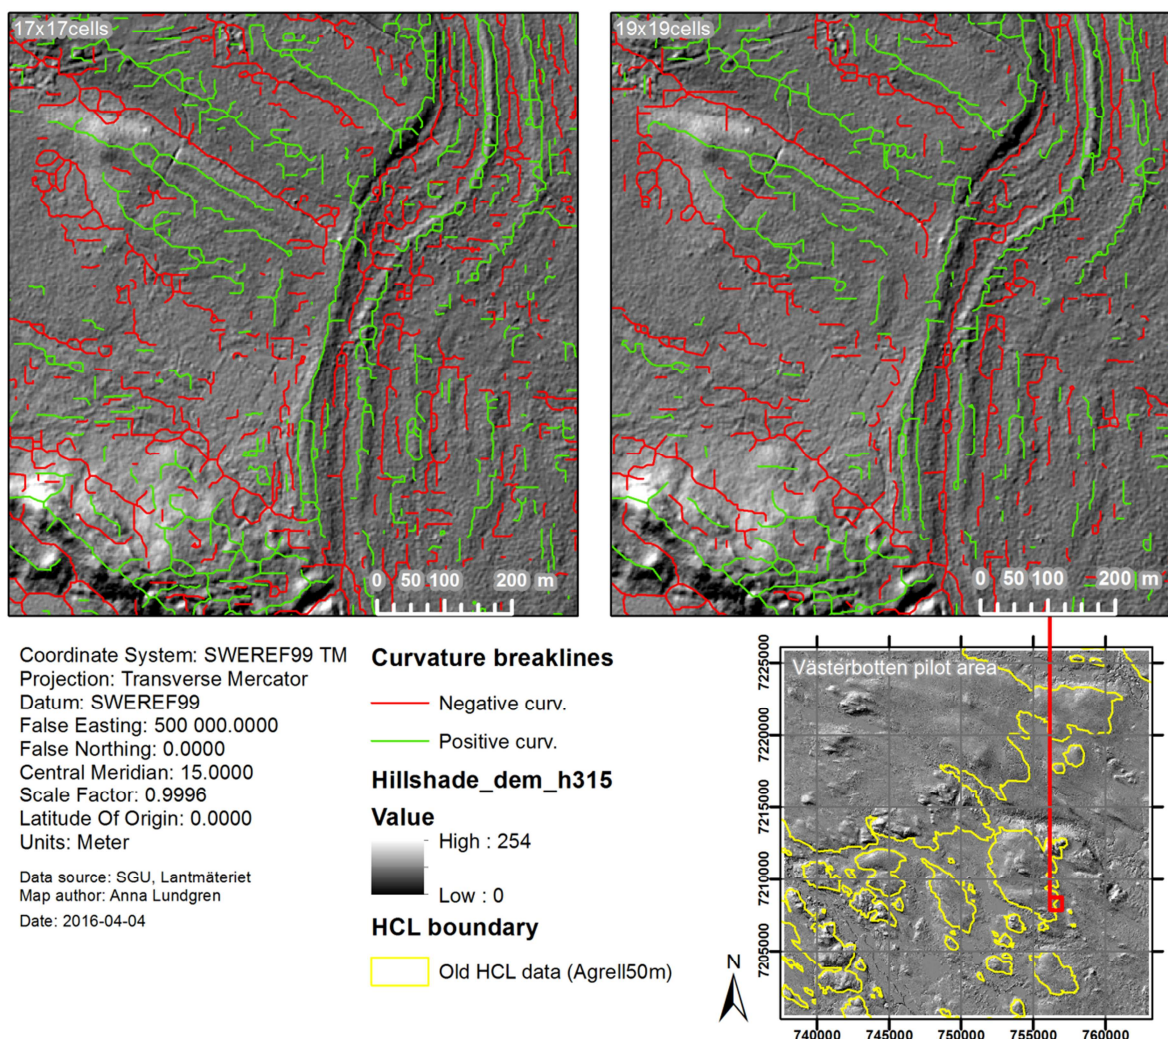 17x17cells
19x19cells
0 50 100 200 m
0 50 100 200 m
Coordinate System: SWEREF99 TM
Projection: Transverse Mercator
Datum: SWEREF99
False Easting: 500 000.0000
False Northing: 0.0000
Central Meridian: 15.0000
Scale Factor: 0.9996
Latitude Of Origin: 0.0000
Units: Meter
Data source: SGU, Lantmäteriet
Map author: Anna Lundgren
Date: 2016-04-04
Curvature breaklines
Negative curv.
Positive curv.
Hillshade_dem_h315
Value
High : 254
Low : 0
HCL boundary
Old HCL data (Agrell50m)
N
Västerbotten pilot area
7225000
7220000
7215000
7210000
7205000
740000 745000 750000 755000 760000